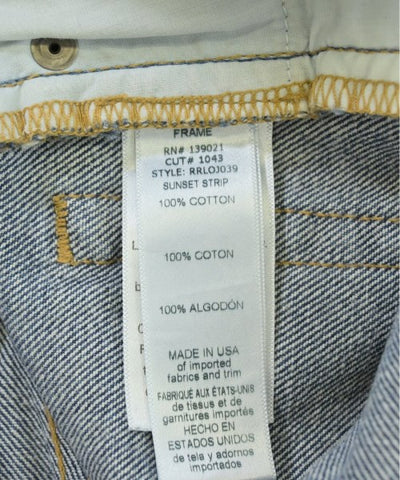 FRAME
RN# 139021
CUT# 1043
STYLE: RRLOJ039
SUNSET STRIP
100% COTTON
100% COTON
100% ALGODÓN
MADE IN USA
of imported
fabrics and trim
FABRIQUÉ AUX ÉTATS-UNIS
de tissus et de
garnitures importés
HECHO EN
ESTADOS UNIDOS
de tela y adornos
importados